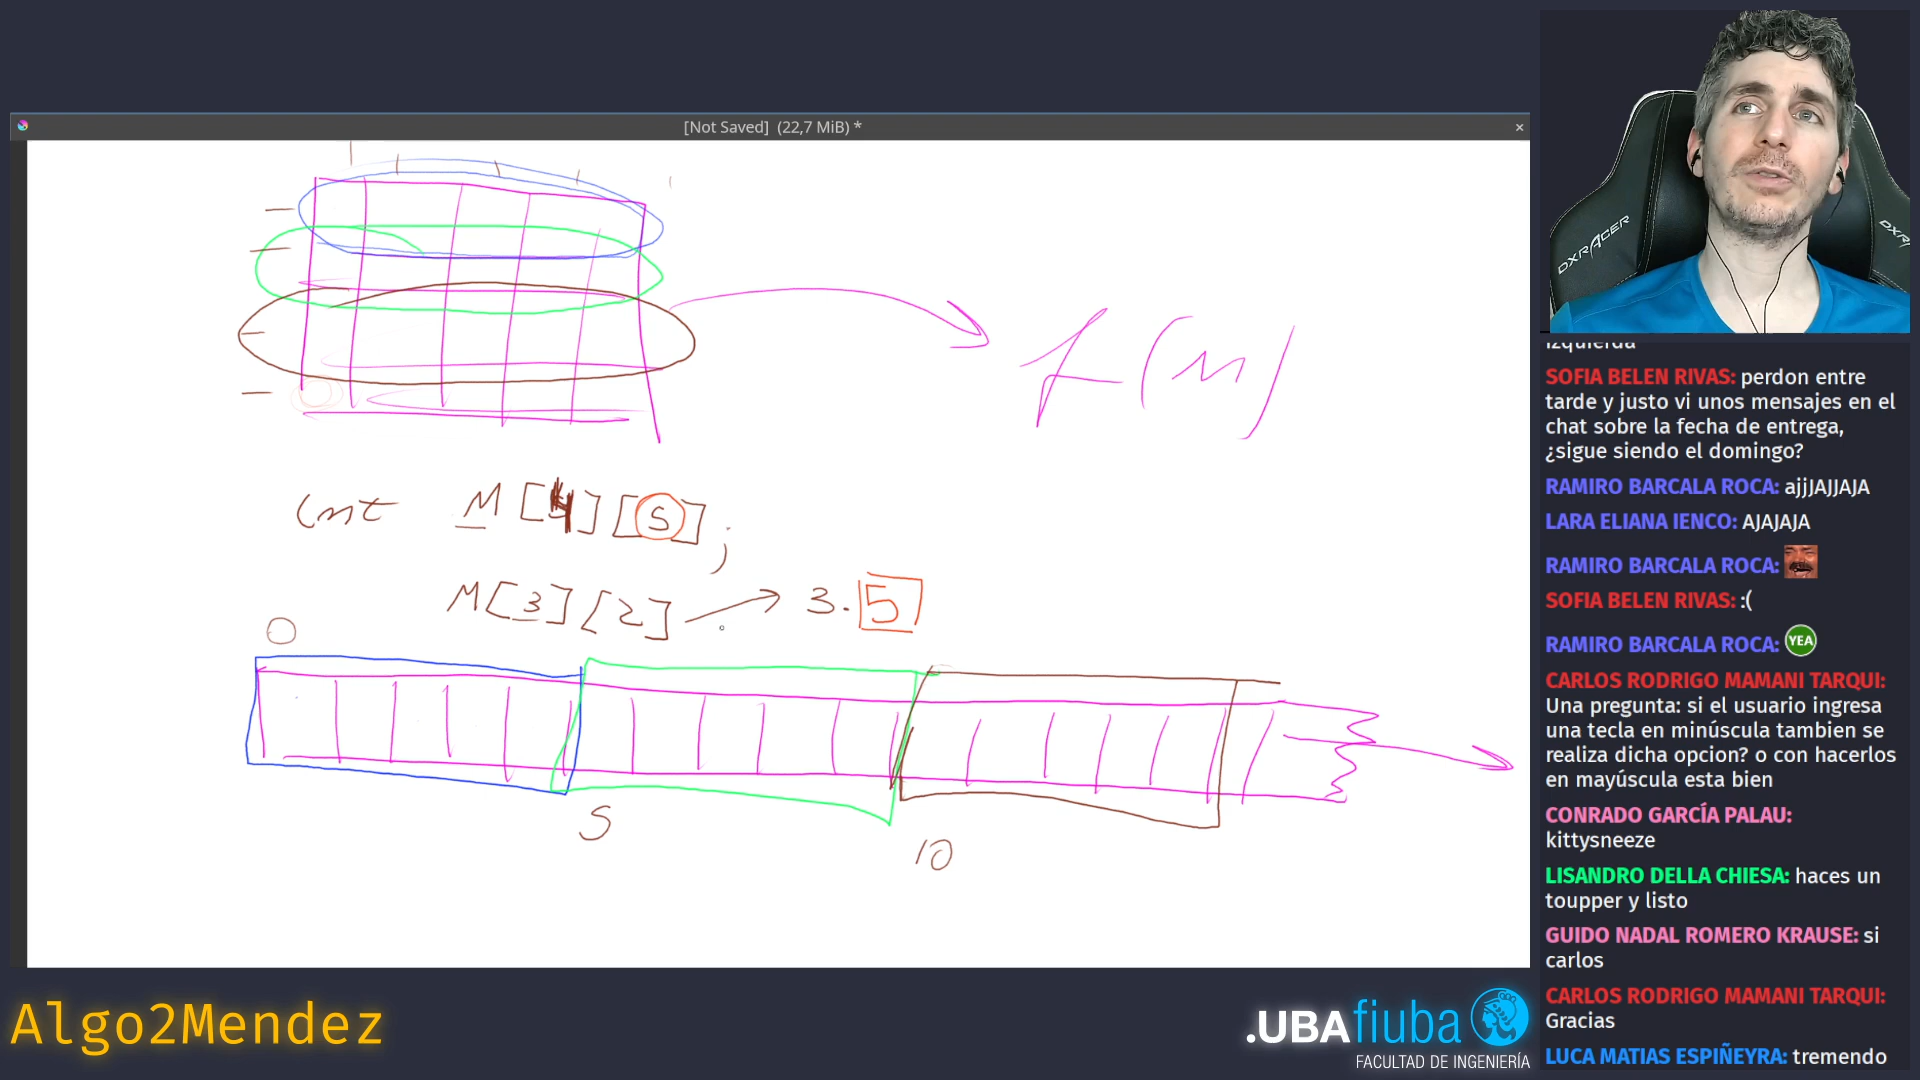 [Not Saved] (22,7 MiB) *
×
f(m)
int M[4][5];
M[3][2] → 3.5
0
5
10
DXRACER
izquierda
SOFIA BELEN RIVAS: perdon entre
tarde y justo vi unos mensajes en el
chat sobre la fecha de entrega,
¿sigue siendo el domingo?
RAMIRO BARCALA ROCA: ajjJAJJAJA
LARA ELIANA IENCO: AJAJAJA
RAMIRO BARCALA ROCA:
SOFIA BELEN RIVAS: :(
RAMIRO BARCALA ROCA: YEA
CARLOS RODRIGO MAMANI TARQUI:
Una pregunta: si el usuario ingresa
una tecla en minúscula tambien se
realiza dicha opcion? o con hacerlos
en mayúscula esta bien
CONRADO GARCÍA PALAU:
kittysneeze
LISANDRO DELLA CHIESA: haces un
toupper y listo
GUIDO NADAL ROMERO KRAUSE: si
carlos
CARLOS RODRIGO MAMANI TARQUI:
Gracias
LUCA MATIAS ESPIÑEYRA: tremendo
Algo2Mendez
.UBAfiuba
FACULTAD DE INGENIERÍA